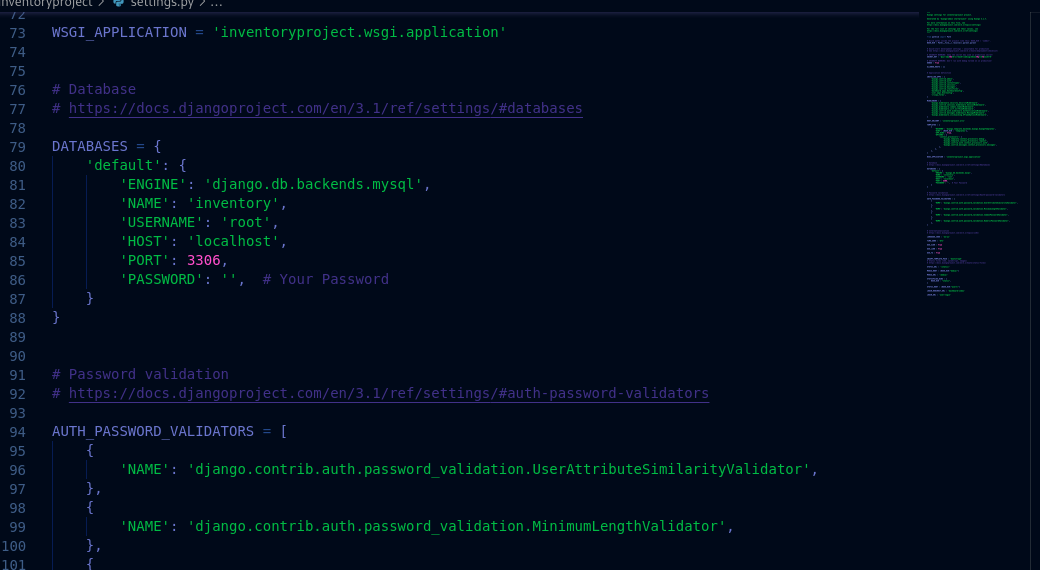 nventoryproject > settings.py > ...
72
73 WSGI_APPLICATION = 'inventoryproject.wsgi.application'
74
75
76 # Database
77 # https://docs.djangoproject.com/en/3.1/ref/settings/#databases
78
79 DATABASES = {
80     'default': {
81         'ENGINE': 'django.db.backends.mysql',
82         'NAME': 'inventory',
83         'USERNAME': 'root',
84         'HOST': 'localhost',
85         'PORT': 3306,
86         'PASSWORD': '',  # Your Password
87     }
88 }
89
90
91 # Password validation
92 # https://docs.djangoproject.com/en/3.1/ref/settings/#auth-password-validators
93
94 AUTH_PASSWORD_VALIDATORS = [
95     {
96         'NAME': 'django.contrib.auth.password_validation.UserAttributeSimilarityValidator',
97     },
98     {
99         'NAME': 'django.contrib.auth.password_validation.MinimumLengthValidator',
100     },
101     {